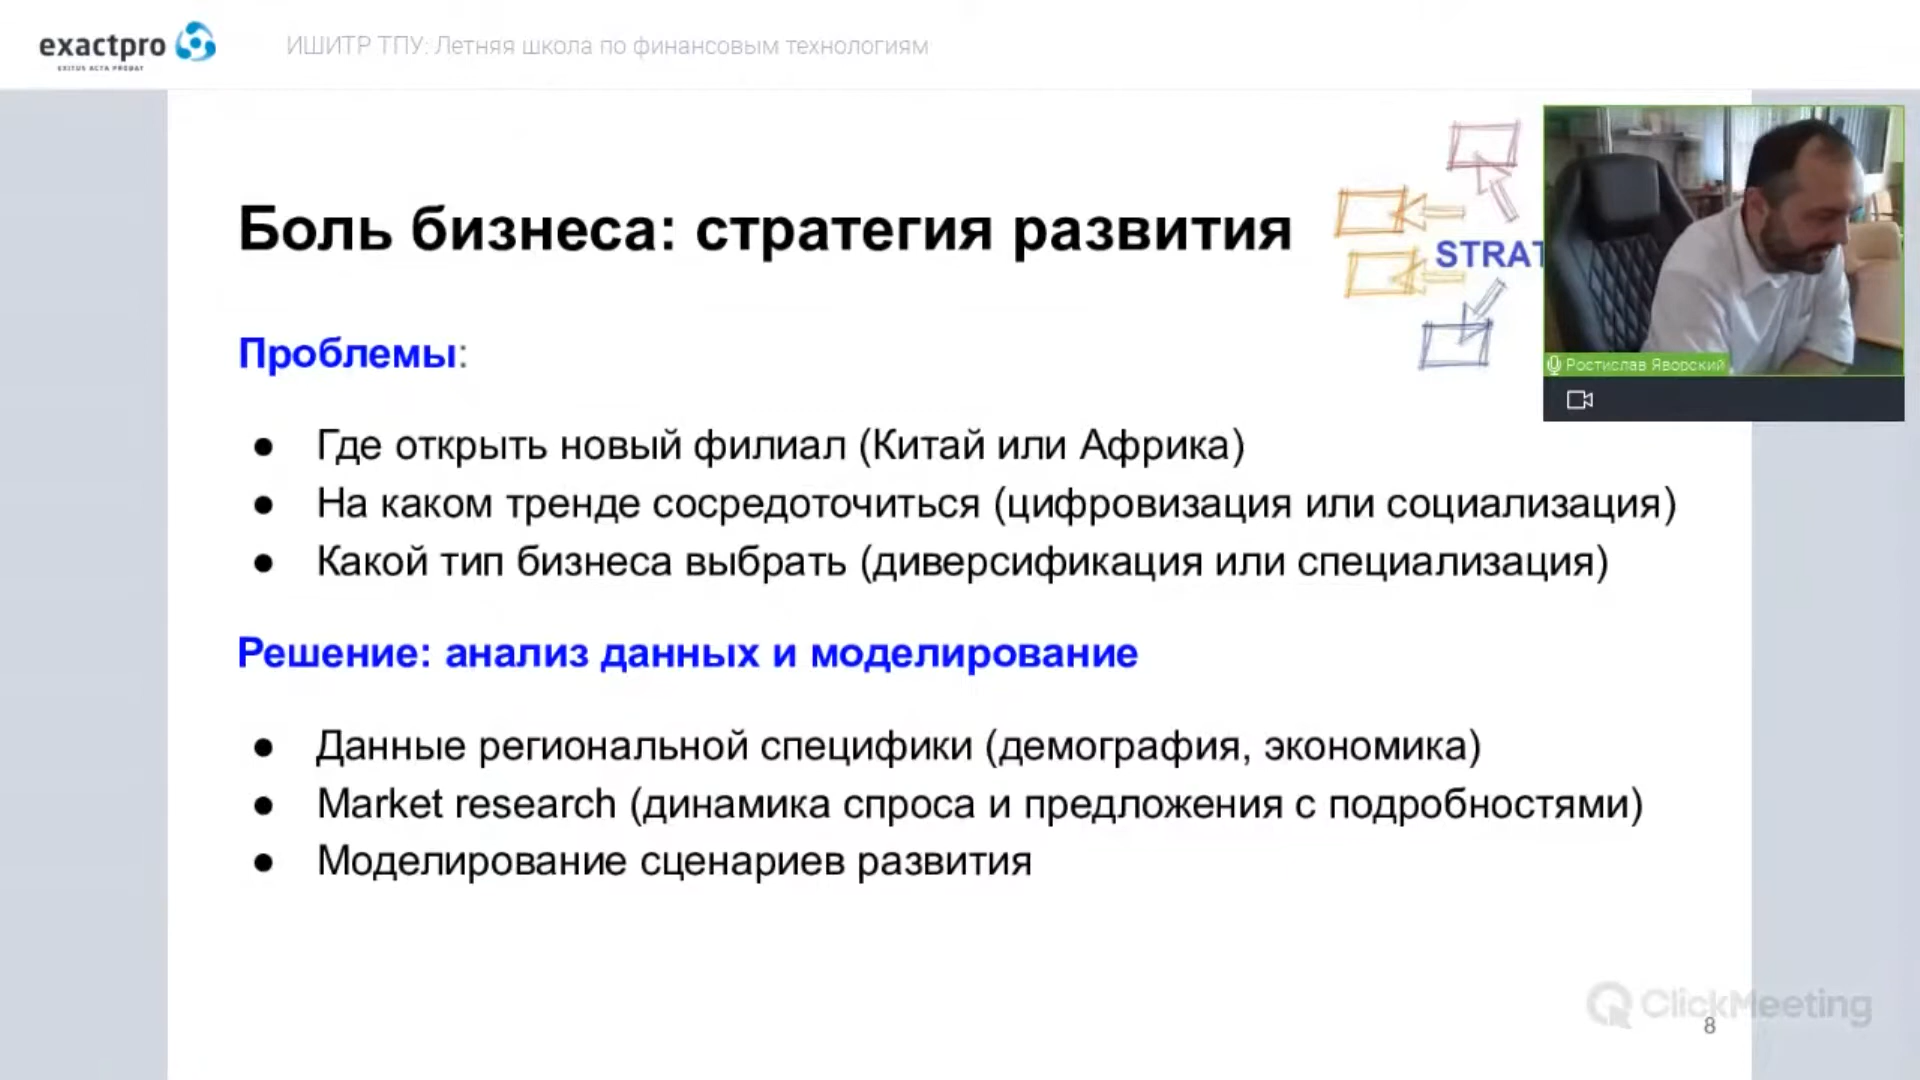 exactpro
EXITUS ACTA PROBAT
ИШИТР ТПУ: Летняя школа по финансовым технологиям
Боль бизнеса: стратегия развития
STRAT
Ростислав Яворский
Проблемы:
● Где открыть новый филиал (Китай или Африка)
● На каком тренде сосредоточиться (цифровизация или социализация)
● Какой тип бизнеса выбрать (диверсификация или специализация)
Решение: анализ данных и моделирование
● Данные региональной специфики (демография, экономика)
● Market research (динамика спроса и предложения с подробностями)
● Моделирование сценариев развития
ClickMeeting
8